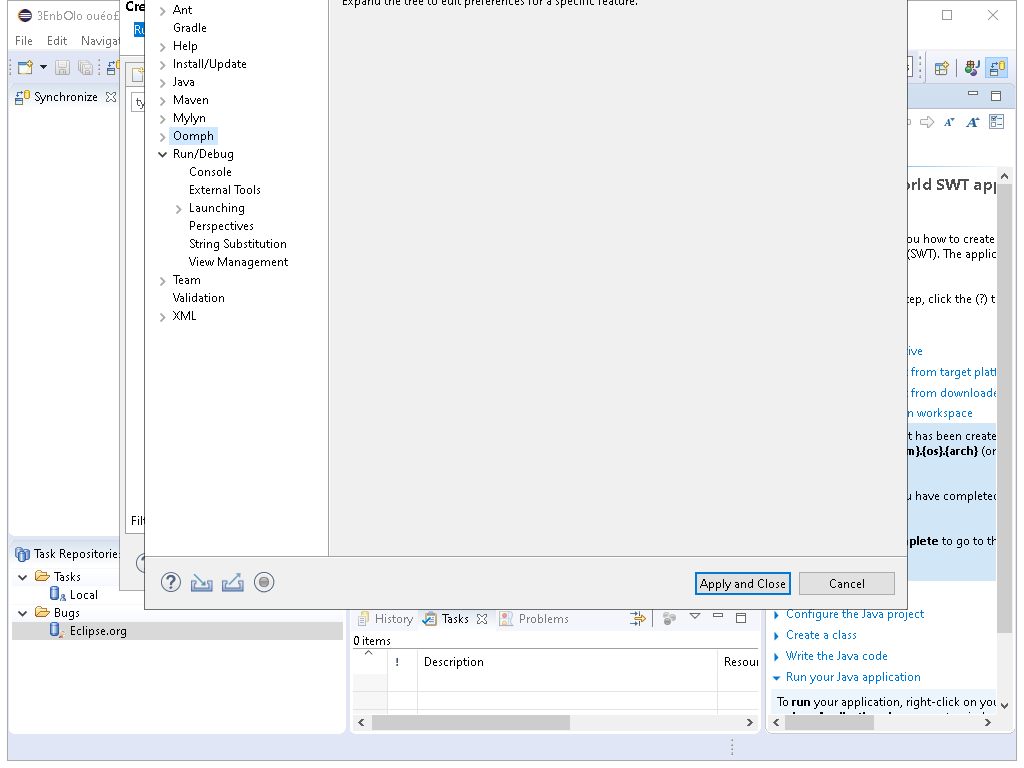 3EnbOlo ouéo£
File Edit Navigat
Cre
Ru
Synchronize
ty
Filt
Expand the tree to edit preferences for a specific feature.
Ant
Gradle
Help
Install/Update
Java
Maven
Mylyn
Oomph
Run/Debug
Console
External Tools
Launching
Perspectives
String Substitution
View Management
Team
Validation
XML
Apply and Close
Cancel
orld SWT app
ou how to create
(SWT). The applic
tep, click the (?) t
tive
t from target platf
t from downloade
n workspace
t has been create
m}.{os}.{arch} (or
u have completed
plete to go to th
Configure the Java project
Create a class
Write the Java code
Run your Java application
To run your application, right-click on you
Task Repositories
Tasks
Local
Bugs
Eclipse.org
History Tasks Problems
0 items
! Description Resour